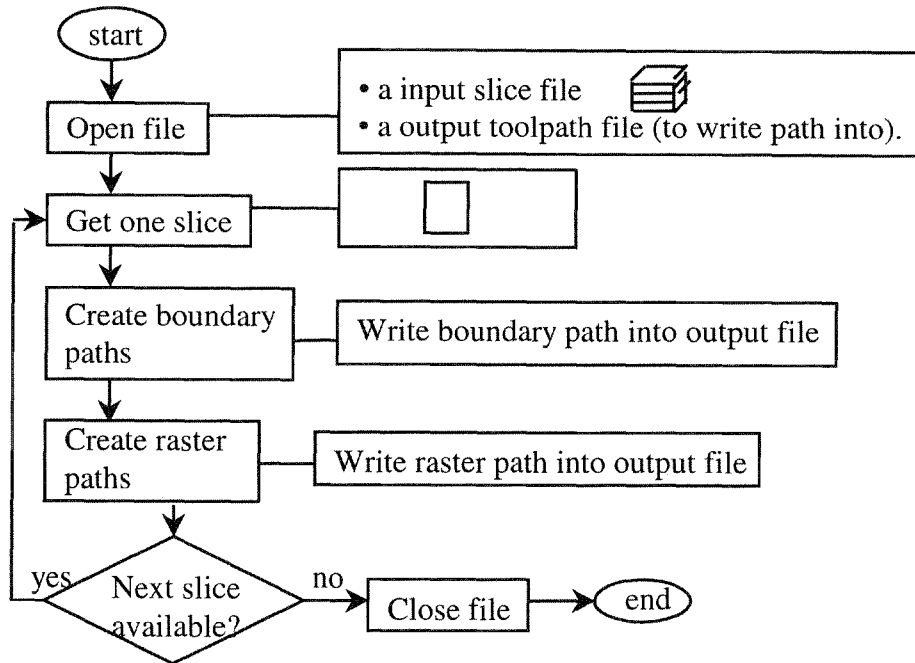 start
• a input slice file
• a output toolpath file (to write path into).
Open file
Get one slice
Create boundary
paths
Write boundary path into output file
Create raster
paths
Write raster path into output file
yes
Next slice
available?
no
Close file
end